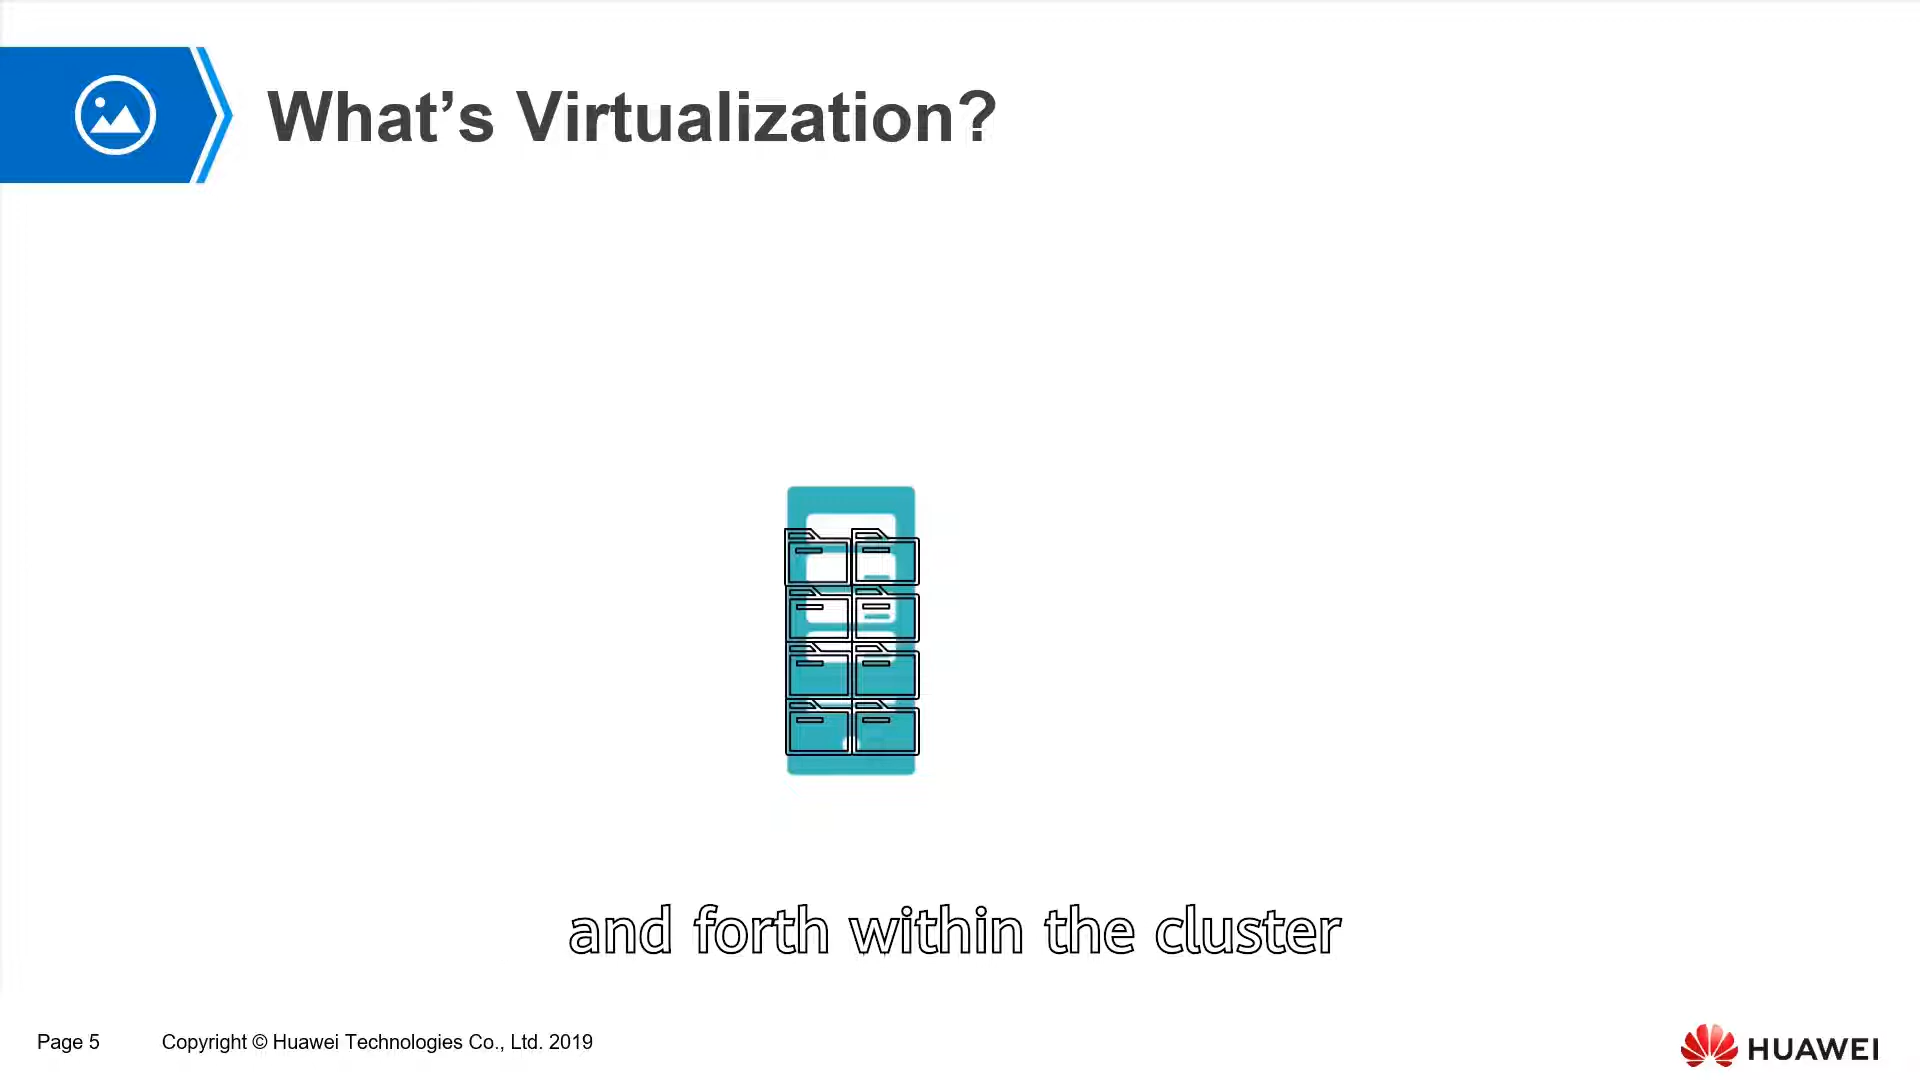 What’s Virtualization?
and forth within the cluster
Page 5 Copyright © Huawei Technologies Co., Ltd. 2019
HUAWEI